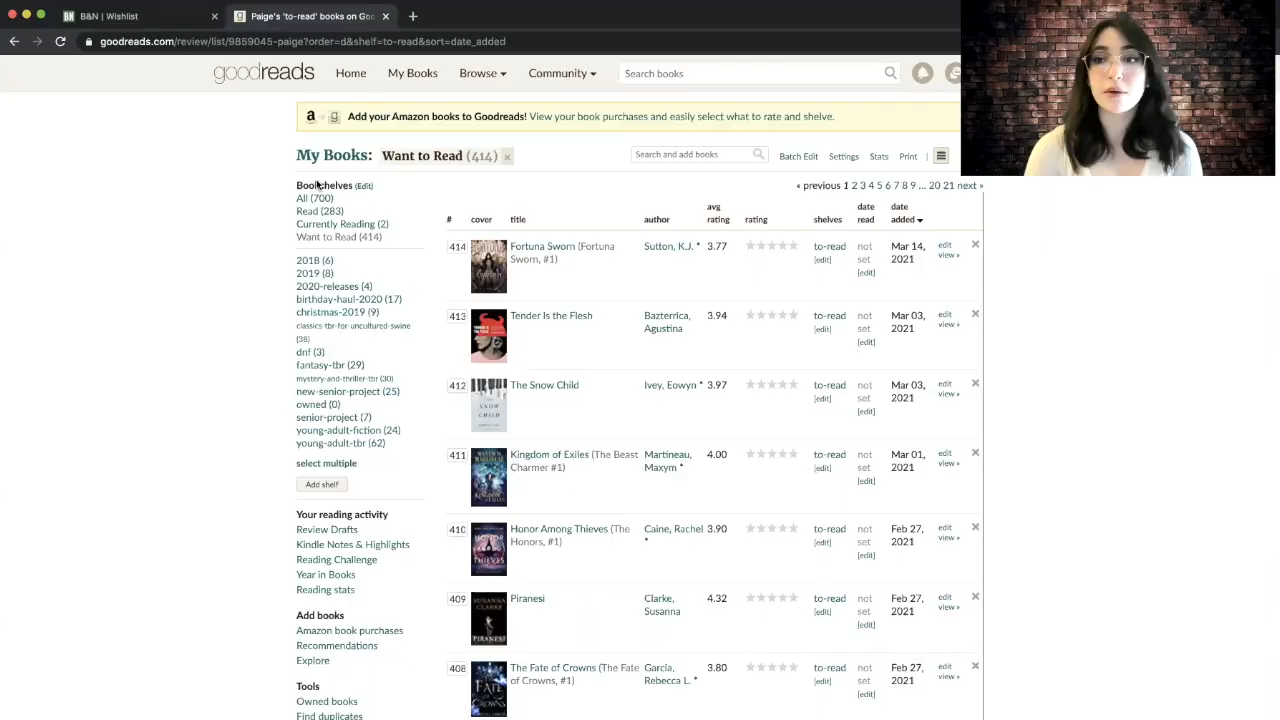 B&N | Wishlist
Paige's 'to-read' books on Goo
goodreads.com/review/list/9859045-paige?order=d&shelf=to-read&sort=date_added
goodreads
Home
My Books
Browse
Community
Search books
a g Add your Amazon books to Goodreads! View your book purchases and easily select what to rate and shelve.
My Books: Want to Read (414) ×
Search and add books
Batch Edit
Settings
Stats
Print |
Bookshelves (Edit)
All (700)
Read (283)
Currently Reading (2)
Want to Read (414)
2018 (6)
2019 (8)
2020-releases (4)
birthday-haul-2020 (17)
christmas-2019 (9)
classics-tbr-for-uncultured-swine
(38)
dnf (3)
fantasy-tbr (29)
mystery-and-thriller-tbr (30)
new-senior-project (25)
owned (0)
senior-project (7)
young-adult-fiction (24)
young-adult-tbr (62)
select multiple
Add shelf
Your reading activity
Review Drafts
Kindle Notes & Highlights
Reading Challenge
Year in Books
Reading stats
Add books
Amazon book purchases
Recommendations
Explore
Tools
Owned books
Find duplicates
« previous 1 2 3 4 5 6 7 8 9 ... 20 21 next »
# cover title author avg rating rating shelves date read date added
414 Fortuna Sworn (Fortuna Sworn, #1) Sutton, K.J. * 3.77 to-read [edit] not set [edit] Mar 14, 2021 edit view »
413 Tender Is the Flesh Bazterrica, Agustina 3.94 to-read [edit] not set [edit] Mar 03, 2021 edit view »
412 The Snow Child Ivey, Eowyn * 3.97 to-read [edit] not set [edit] Mar 03, 2021 edit view »
411 Kingdom of Exiles (The Beast Charmer #1) Martineau, Maxym * 4.00 to-read [edit] not set [edit] Mar 01, 2021 edit view »
410 Honor Among Thieves (The Honors, #1) Caine, Rachel * 3.90 to-read [edit] not set [edit] Feb 27, 2021 edit view »
409 Piranesi Clarke, Susanna 4.32 to-read [edit] not set [edit] Feb 27, 2021 edit view »
408 The Fate of Crowns (The Fate of Crowns, #1) Garcia, Rebecca L. * 3.80 to-read [edit] not set [edit] Feb 27, 2021 edit view »